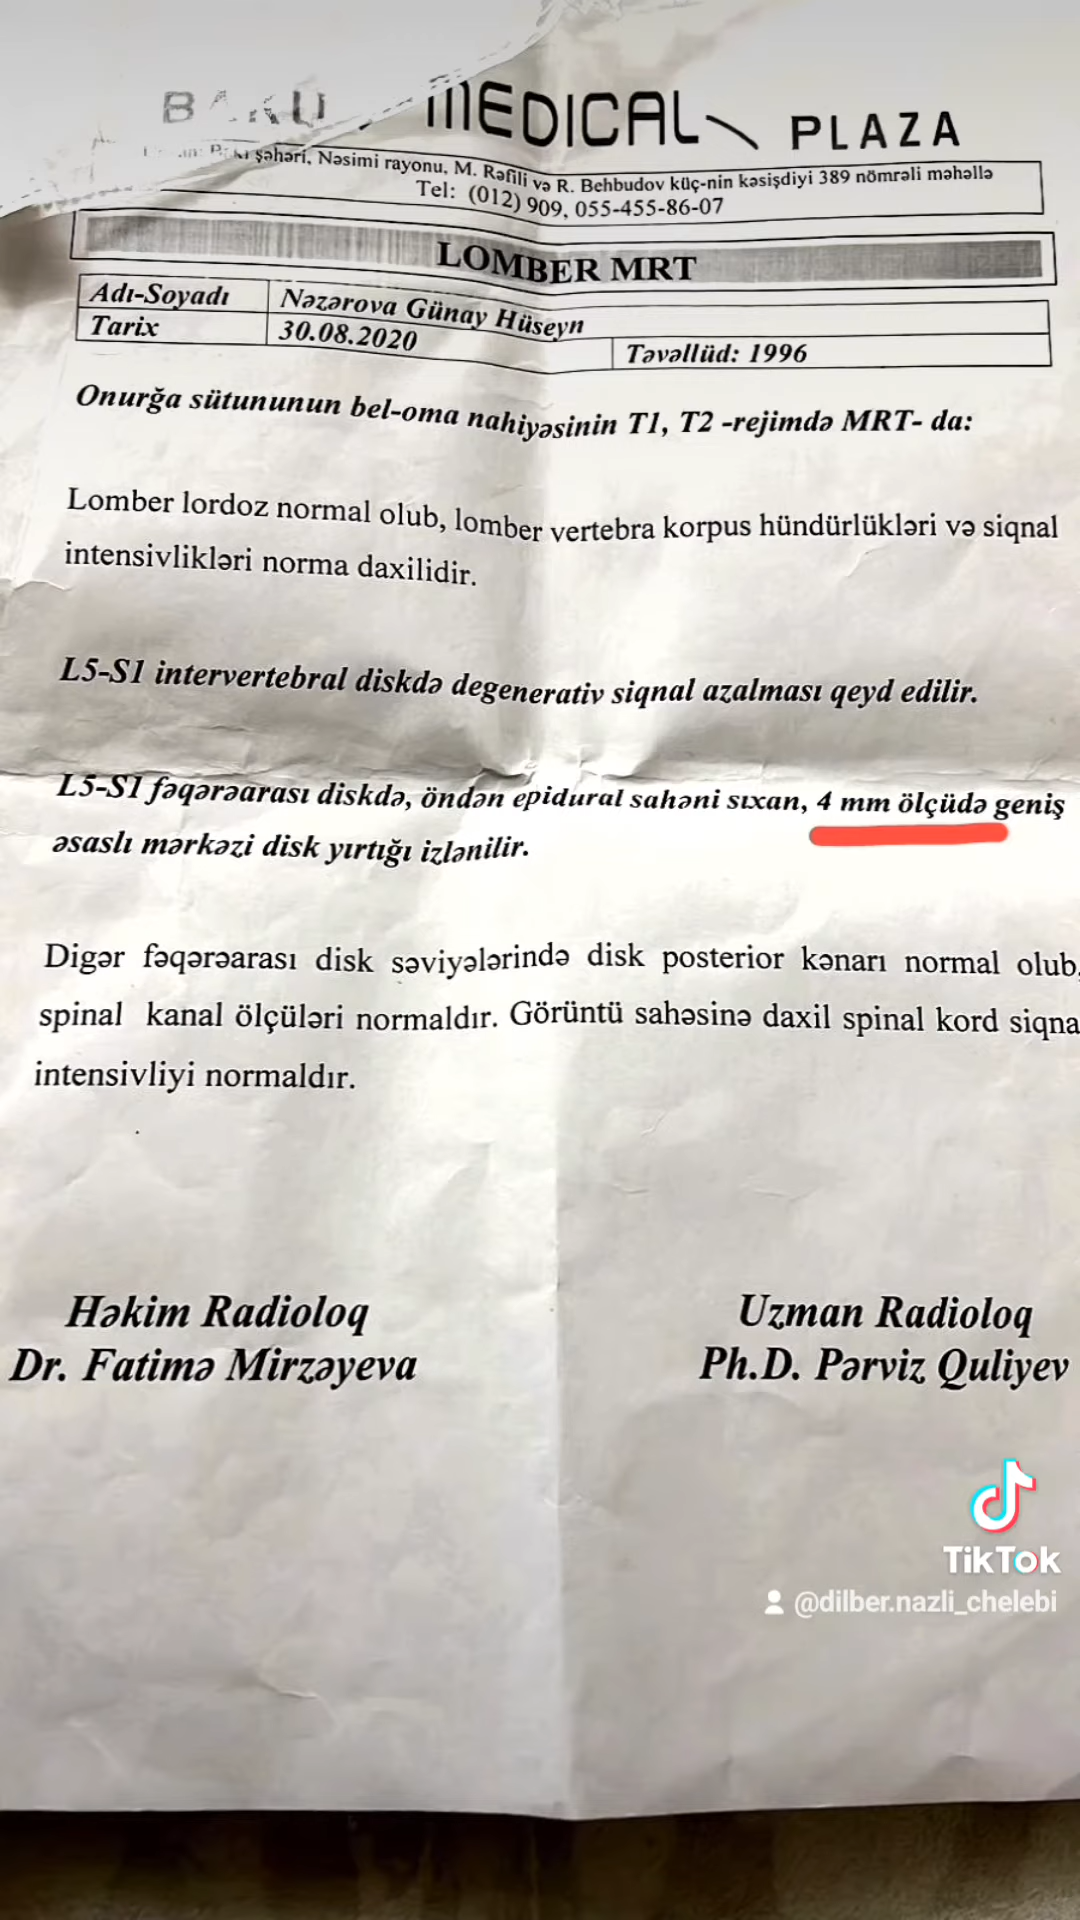 BAKU MEDICAL PLAZA
şəhəri, Nəsimi rayonu, M. Rəfili və R. Behbudov küç-nin kəsişdiyi 389 nömrəli məhəllə
Tel: (012) 909, 055-455-86-07
LOMBER MRT
Adı-Soyadı Nəzərova Günay Hüseyn
Tarix 30.08.2020 Təvəllüd: 1996
Onurğa sütununun bel-oma nahiyəsinin T1, T2 -rejimdə MRT- da:
Lomber lordoz normal olub, lomber vertebra korpus hündürlükləri və siqnal
intensivlikləri norma daxilidir.
L5-S1 intervertebral diskdə degenerativ siqnal azalması qeyd edilir.
L5-S1 fəqərəarası diskdə, öndən epidural sahəni sıxan, 4 mm ölçüdə geniş
əsaslı mərkəzi disk yırtığı izlənilir.
Digər fəqərəarası disk səviyələrində disk posterior kənarı normal olub,
spinal kanal ölçüləri normaldır. Görüntü sahəsinə daxil spinal kord siqna
intensivliyi normaldır.
Həkim Radioloq Uzman Radioloq
Dr. Fatimə Mirzəyeva Ph.D. Pərviz Quliyev
TikTok
@dilber.nazli_chelebi